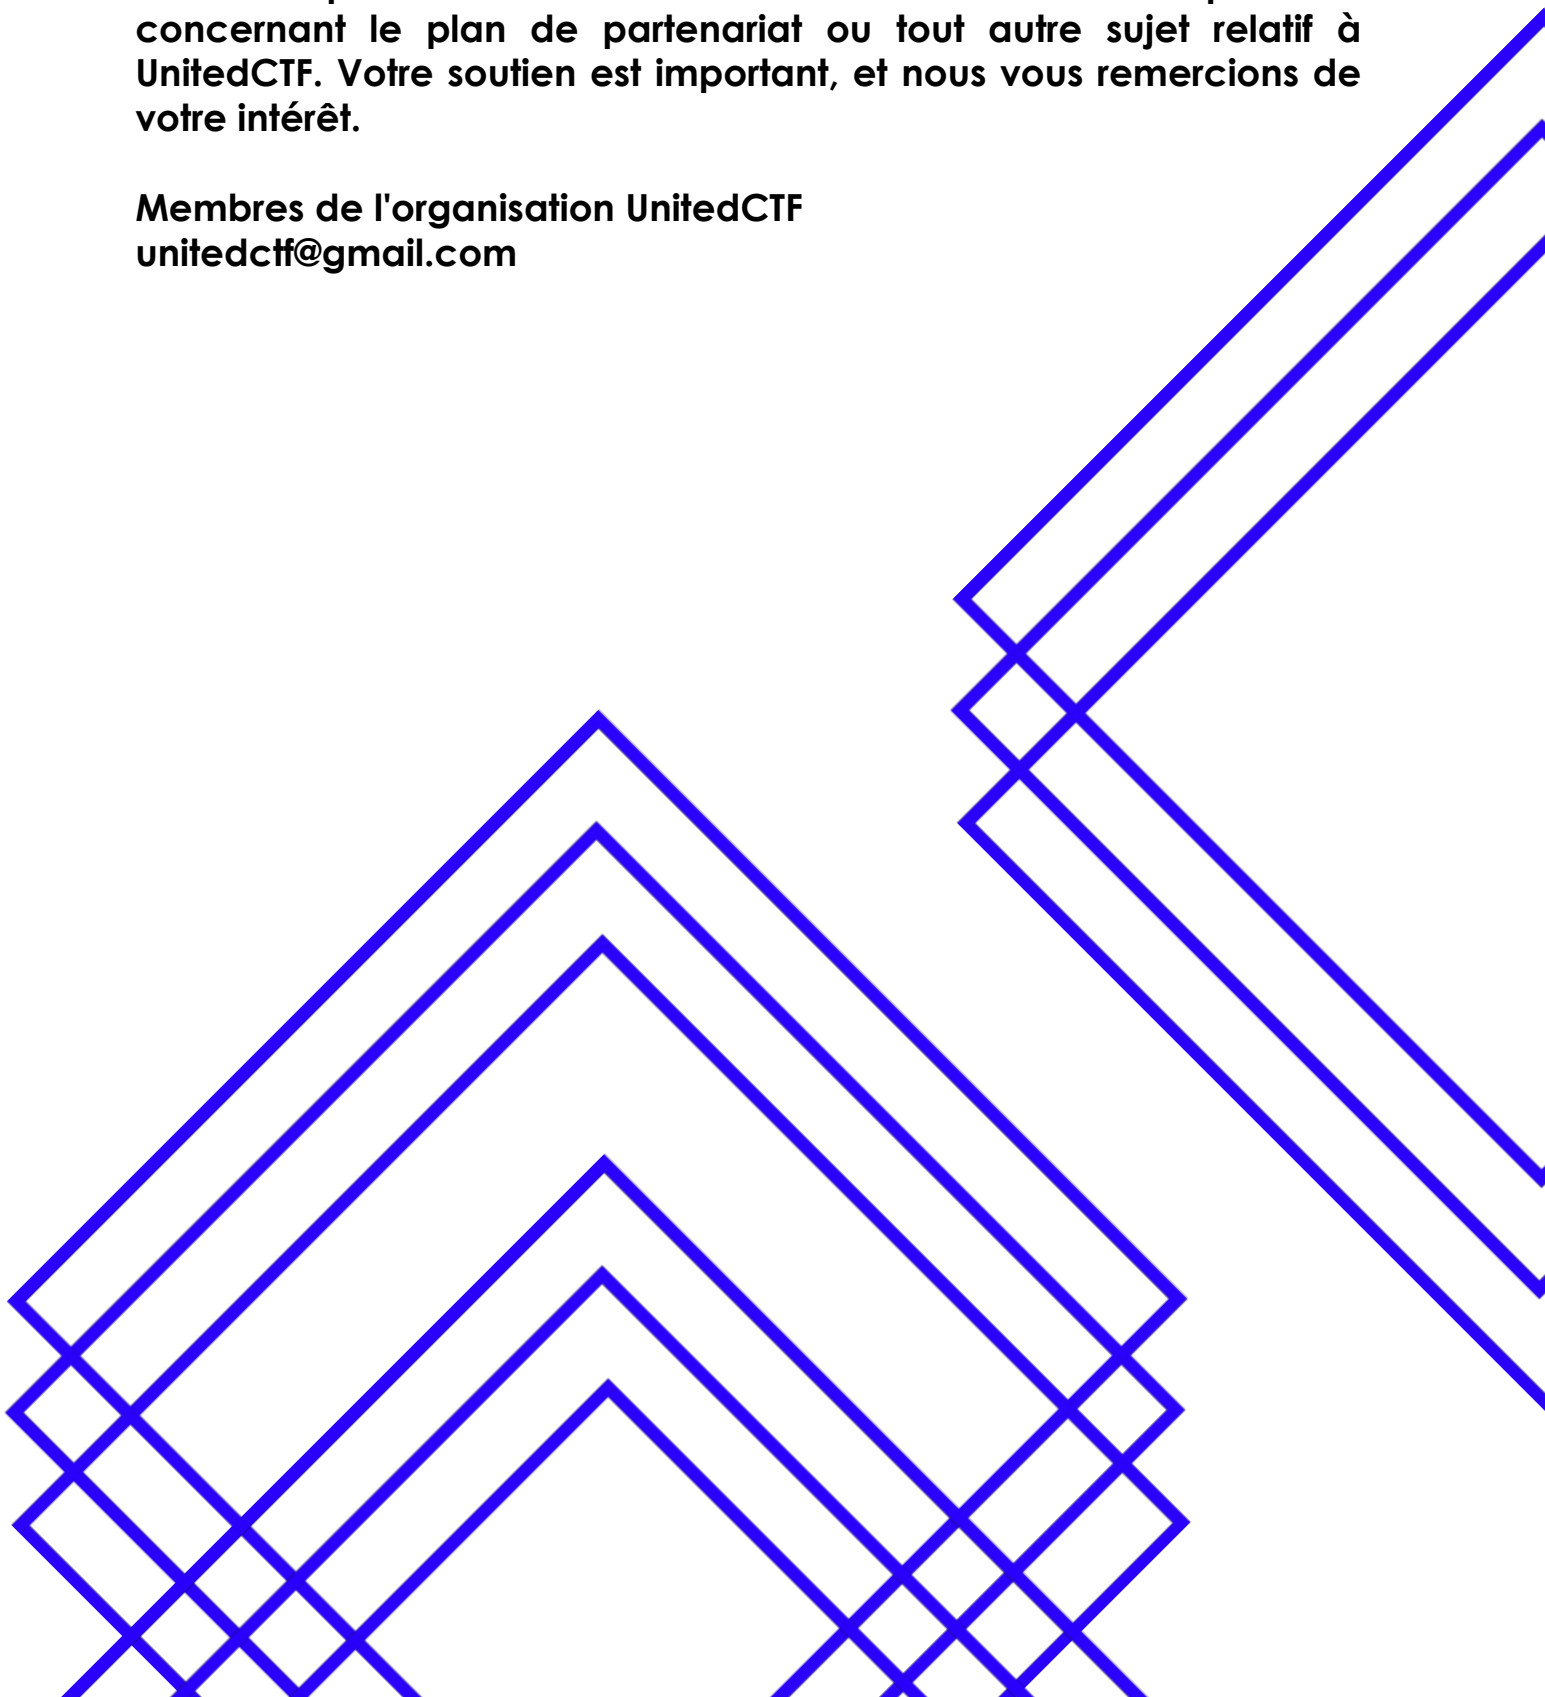 concernant le plan de partenariat ou tout autre sujet relatif à
UnitedCTF. Votre soutien est important, et nous vous remercions de
votre intérêt.
Membres de l'organisation UnitedCTF
unitedctf@gmail.com